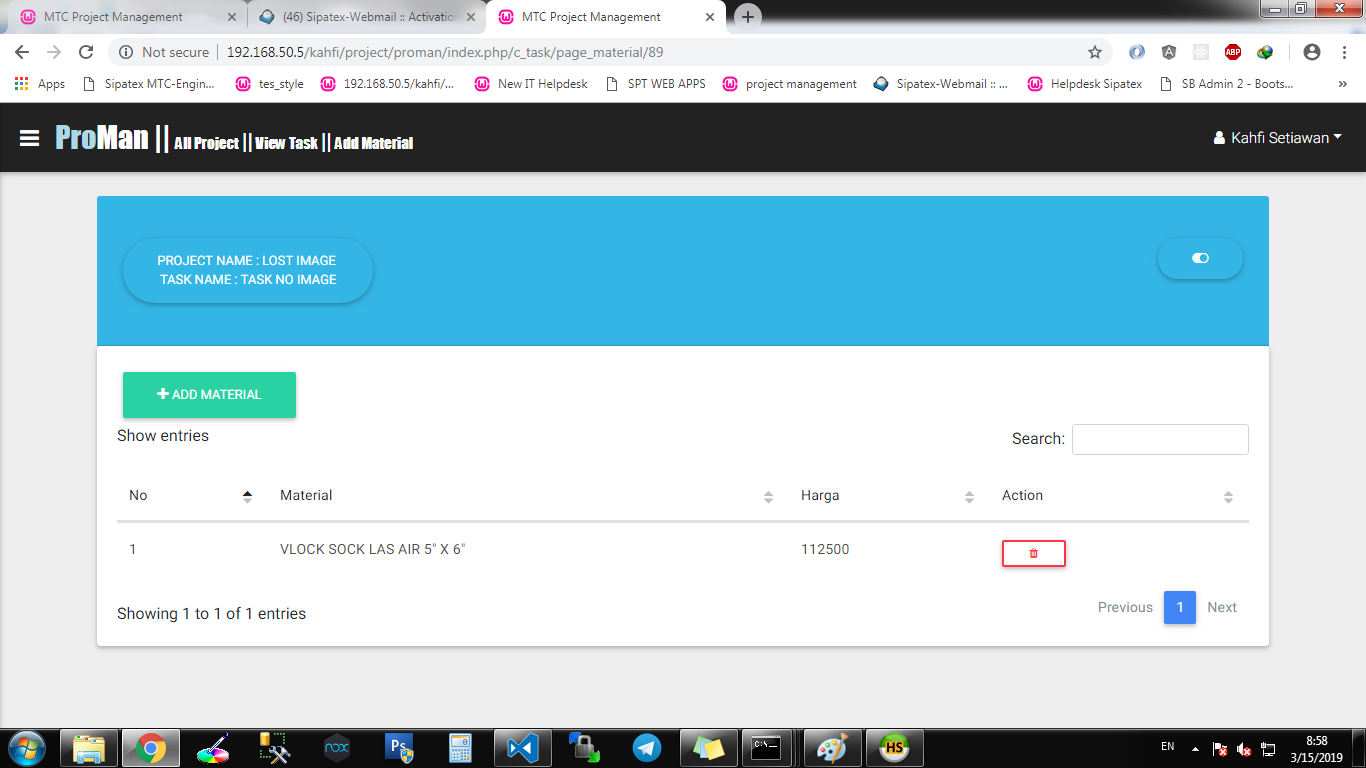 MTC Project Management
(46) Sipatex-Webmail :: Activation
MTC Project Management
Not secure 192.168.50.5/kahfi/project/proman/index.php/c_task/page_material/89
ABP
Apps Sipatex MTC-Engin... tes_style 192.168.50.5/kahfi/... New IT Helpdesk SPT WEB APPS project management Sipatex-Webmail :: ... Helpdesk Sipatex SB Admin 2 - Boots... »
ProMan || All Project || View Task || Add Material
Kahfi Setiawan
PROJECT NAME : LOST IMAGE
TASK NAME : TASK NO IMAGE
ADD MATERIAL
Show entries
Search:
No Material Harga Action
1 VLOCK SOCK LAS AIR 5" X 6" 112500
Showing 1 to 1 of 1 entries
Previous 1 Next
nox
Ps
C:\_
HS
EN
8:58
3/15/2019